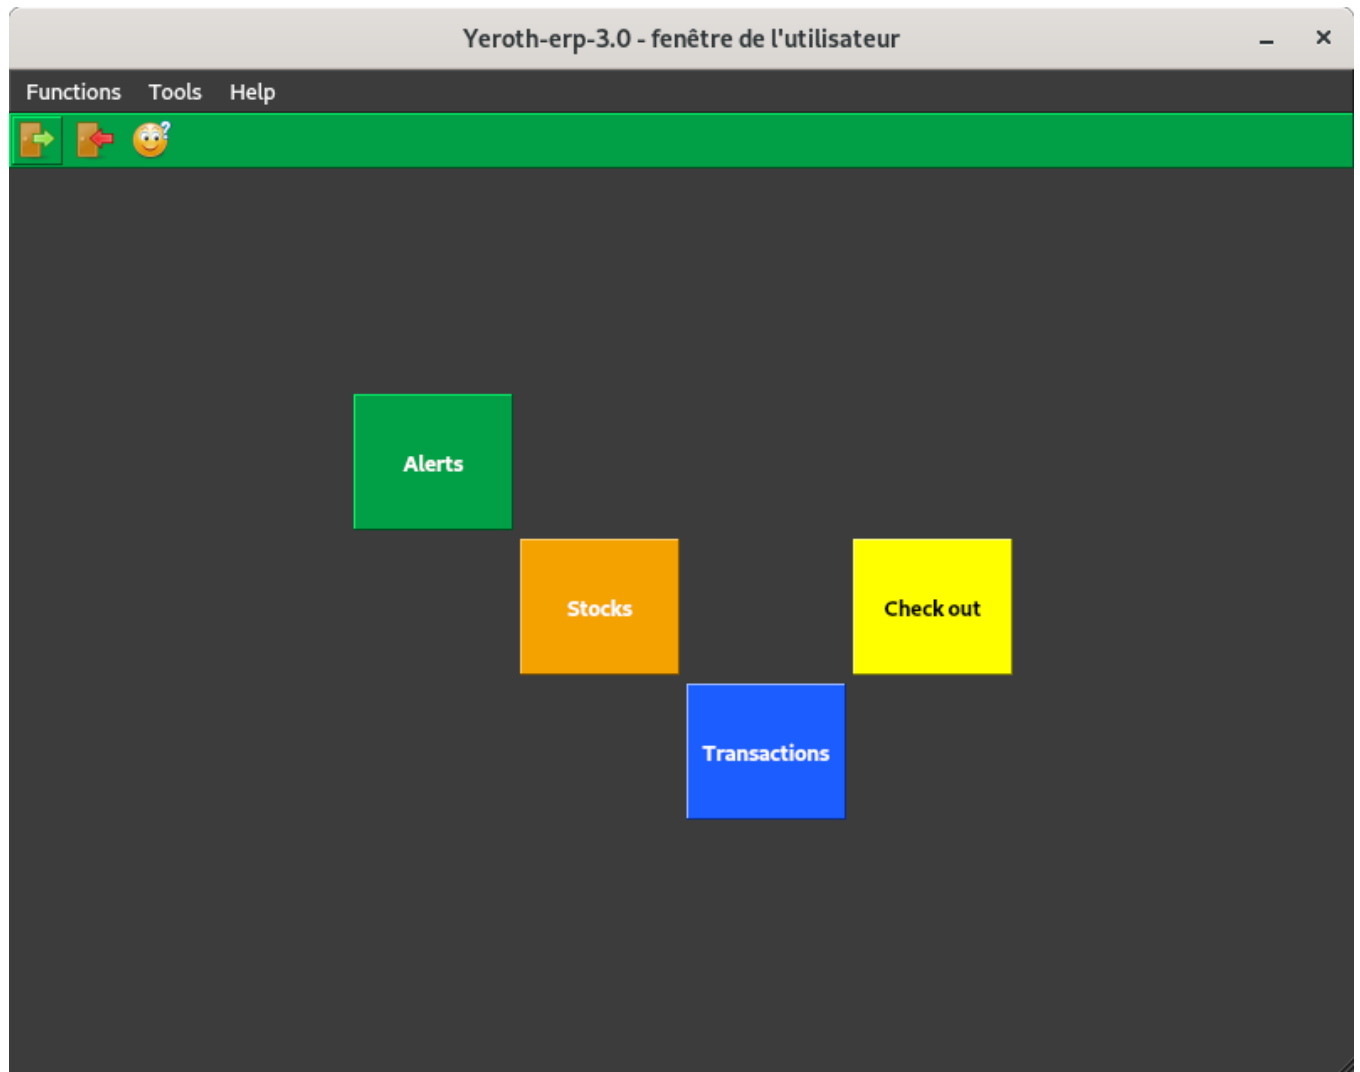 Yeroth-erp-3.0 - fenêtre de l'utilisateur
Functions Tools Help
Alerts
Stocks
Check out
Transactions